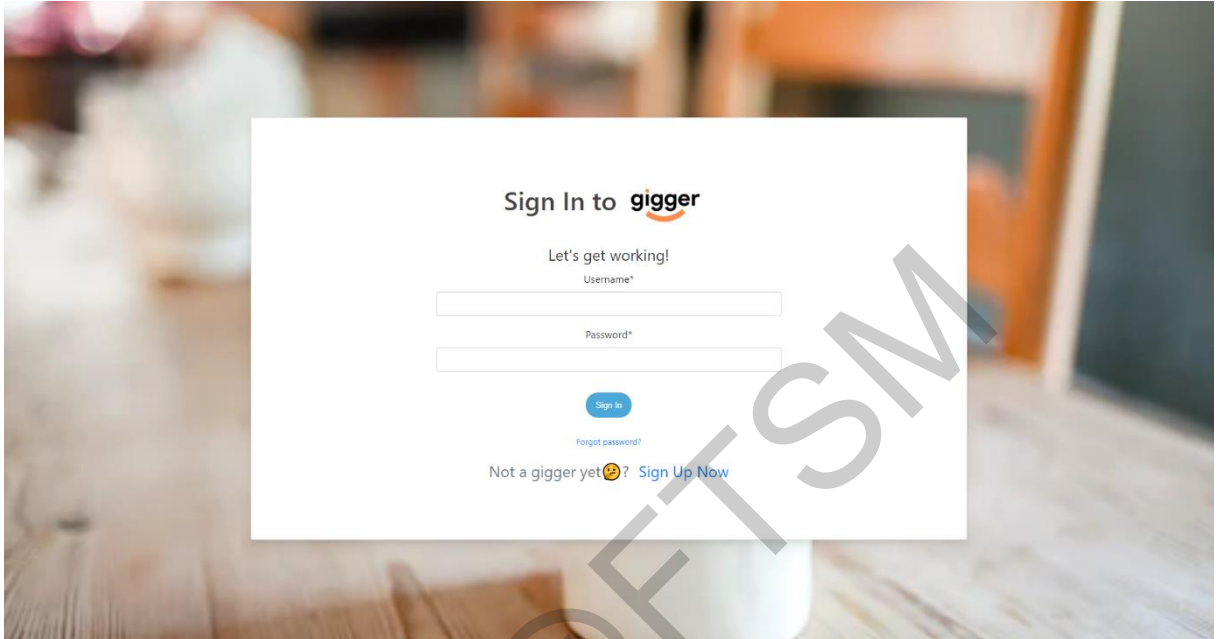 Sign In to gigger
Let's get working!
Username*
Password*
Sign In
Forgot password?
Not a gigger yet🤔? Sign Up Now
FTSM